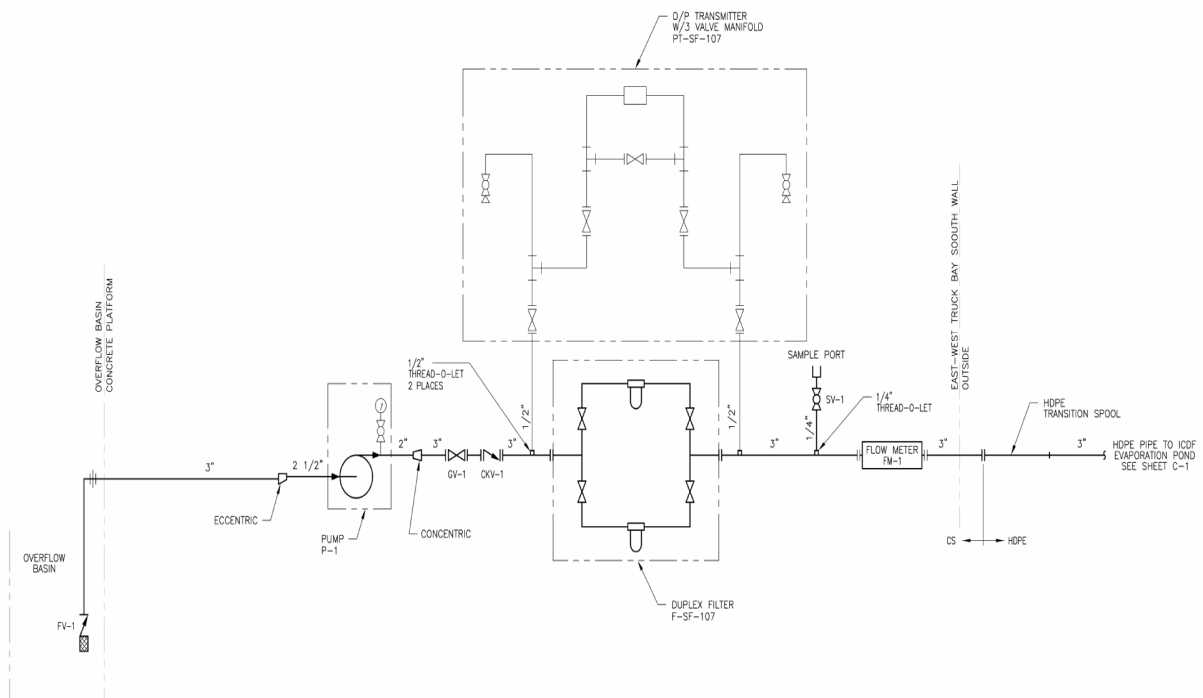 D/P TRANSMITTER
W/3 VALVE MANIFOLD
PT-SF-107
OVERFLOW BASIN
CONCRETE PLATFORM
1/2"
THREAD-O-LET
2 PLACES
1/2"
1/2"
SAMPLE PORT
SV-1
1/4"
1/4"
THREAD-O-LET
EAST-WEST TRUCK BAY SOOUTH WALL
OUTSIDE
HDPE
TRANSITION SPOOL
3"
2 1/2"
2"
3"
GV-1
CKV-1
3"
3"
FLOW METER
FM-1
3"
3"
HDPE PIPE TO ICDF
EVAPORATION POND
SEE SHEET C-1
ECCENTRIC
PUMP
P-1
CONCENTRIC
CS
HDPE
OVERFLOW
BASIN
FV-1
DUPLEX FILTER
F-SF-107